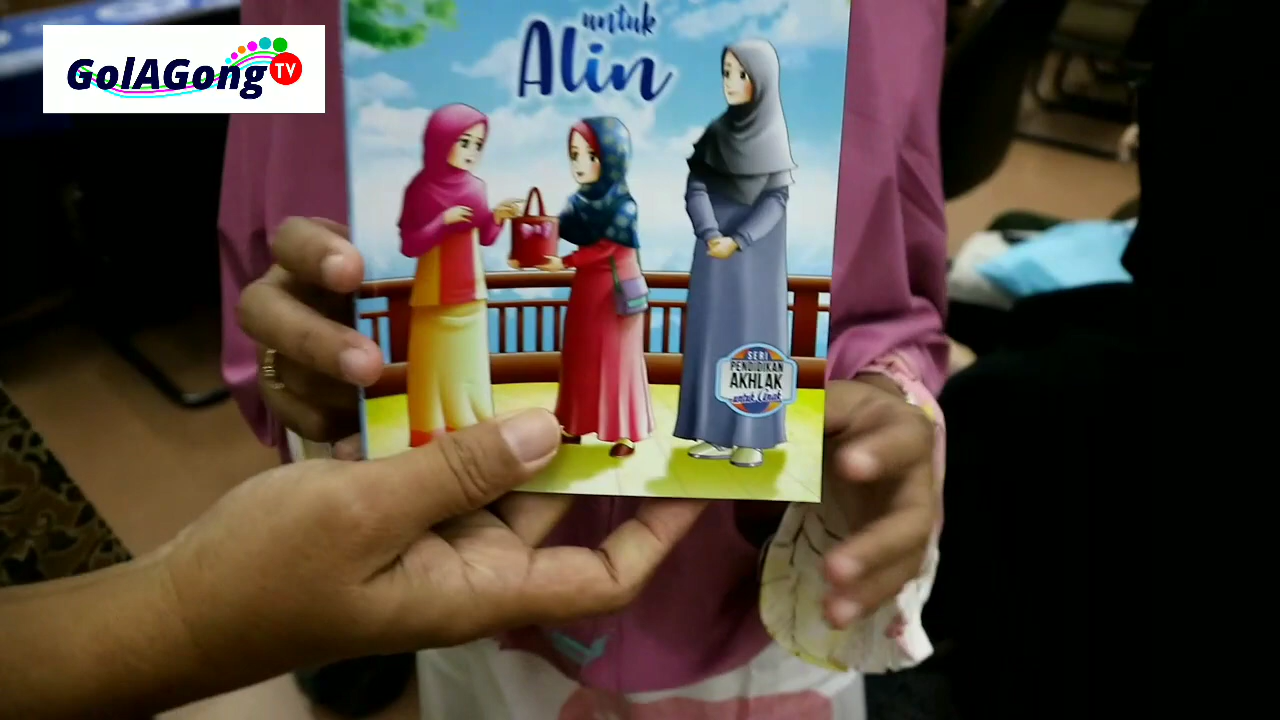 GolAGong TV
untuk
Alin
SERI
PENDIDIKAN
AKHLAK
untuk Anak